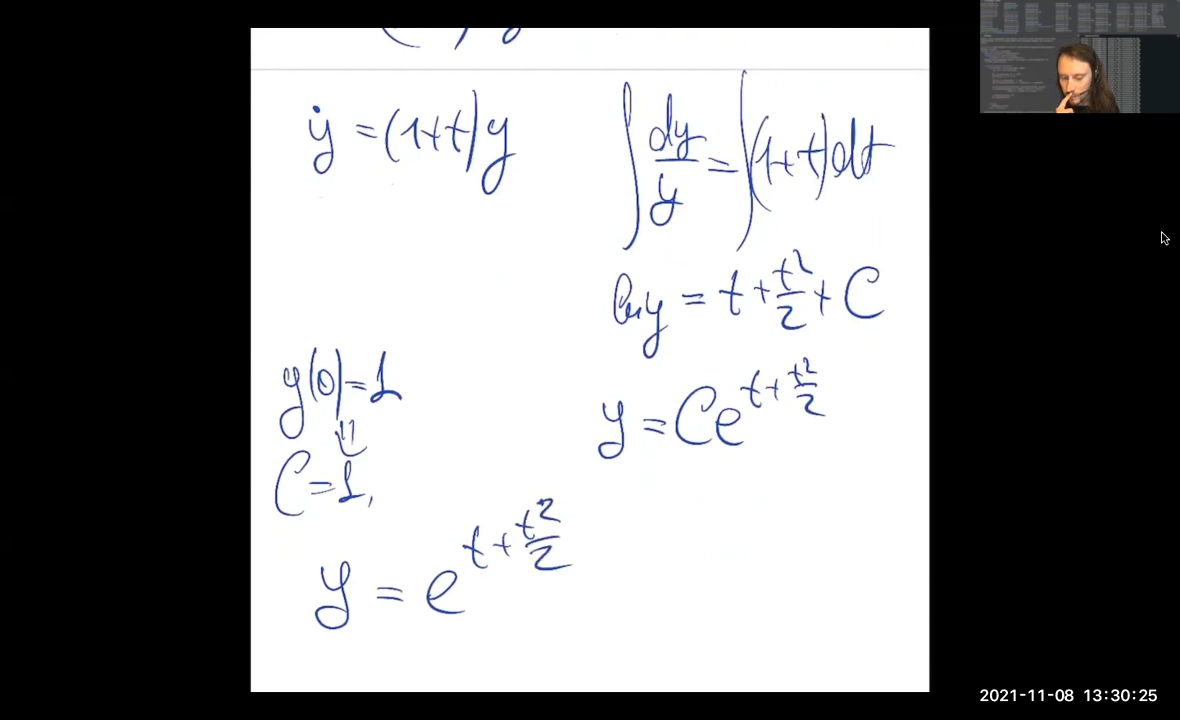 ẏ = (1+t)y
∫ dy/y = ∫(1+t)dt
ln y = t + t²/2 + C
y = Ce^{t + t²/2}
y(0) = 1
⇓
C = 1,
y = e^{t + t²/2}
2021-11-08 13:30:25